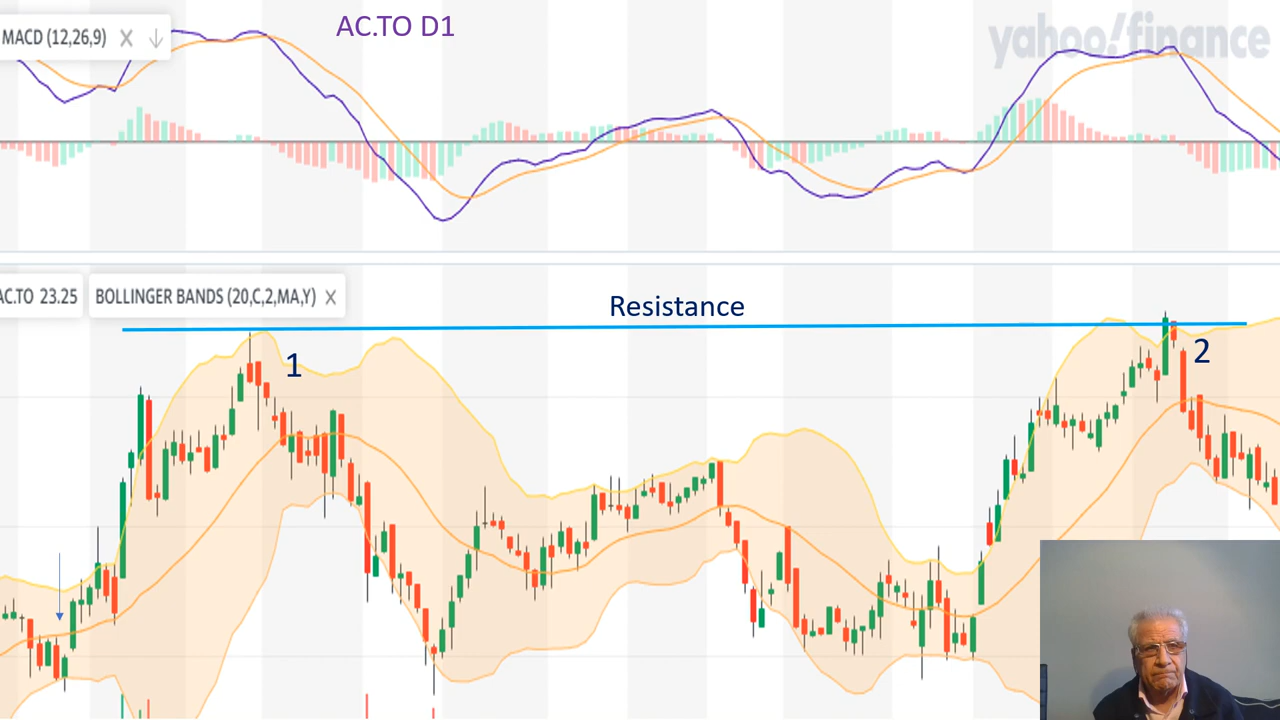 AC.TO D1
yahoo!finance
MACD (12,26,9) X
Resistance
AC.TO 23.25
BOLLINGER BANDS (20,C,2,MA,Y) X
1
2